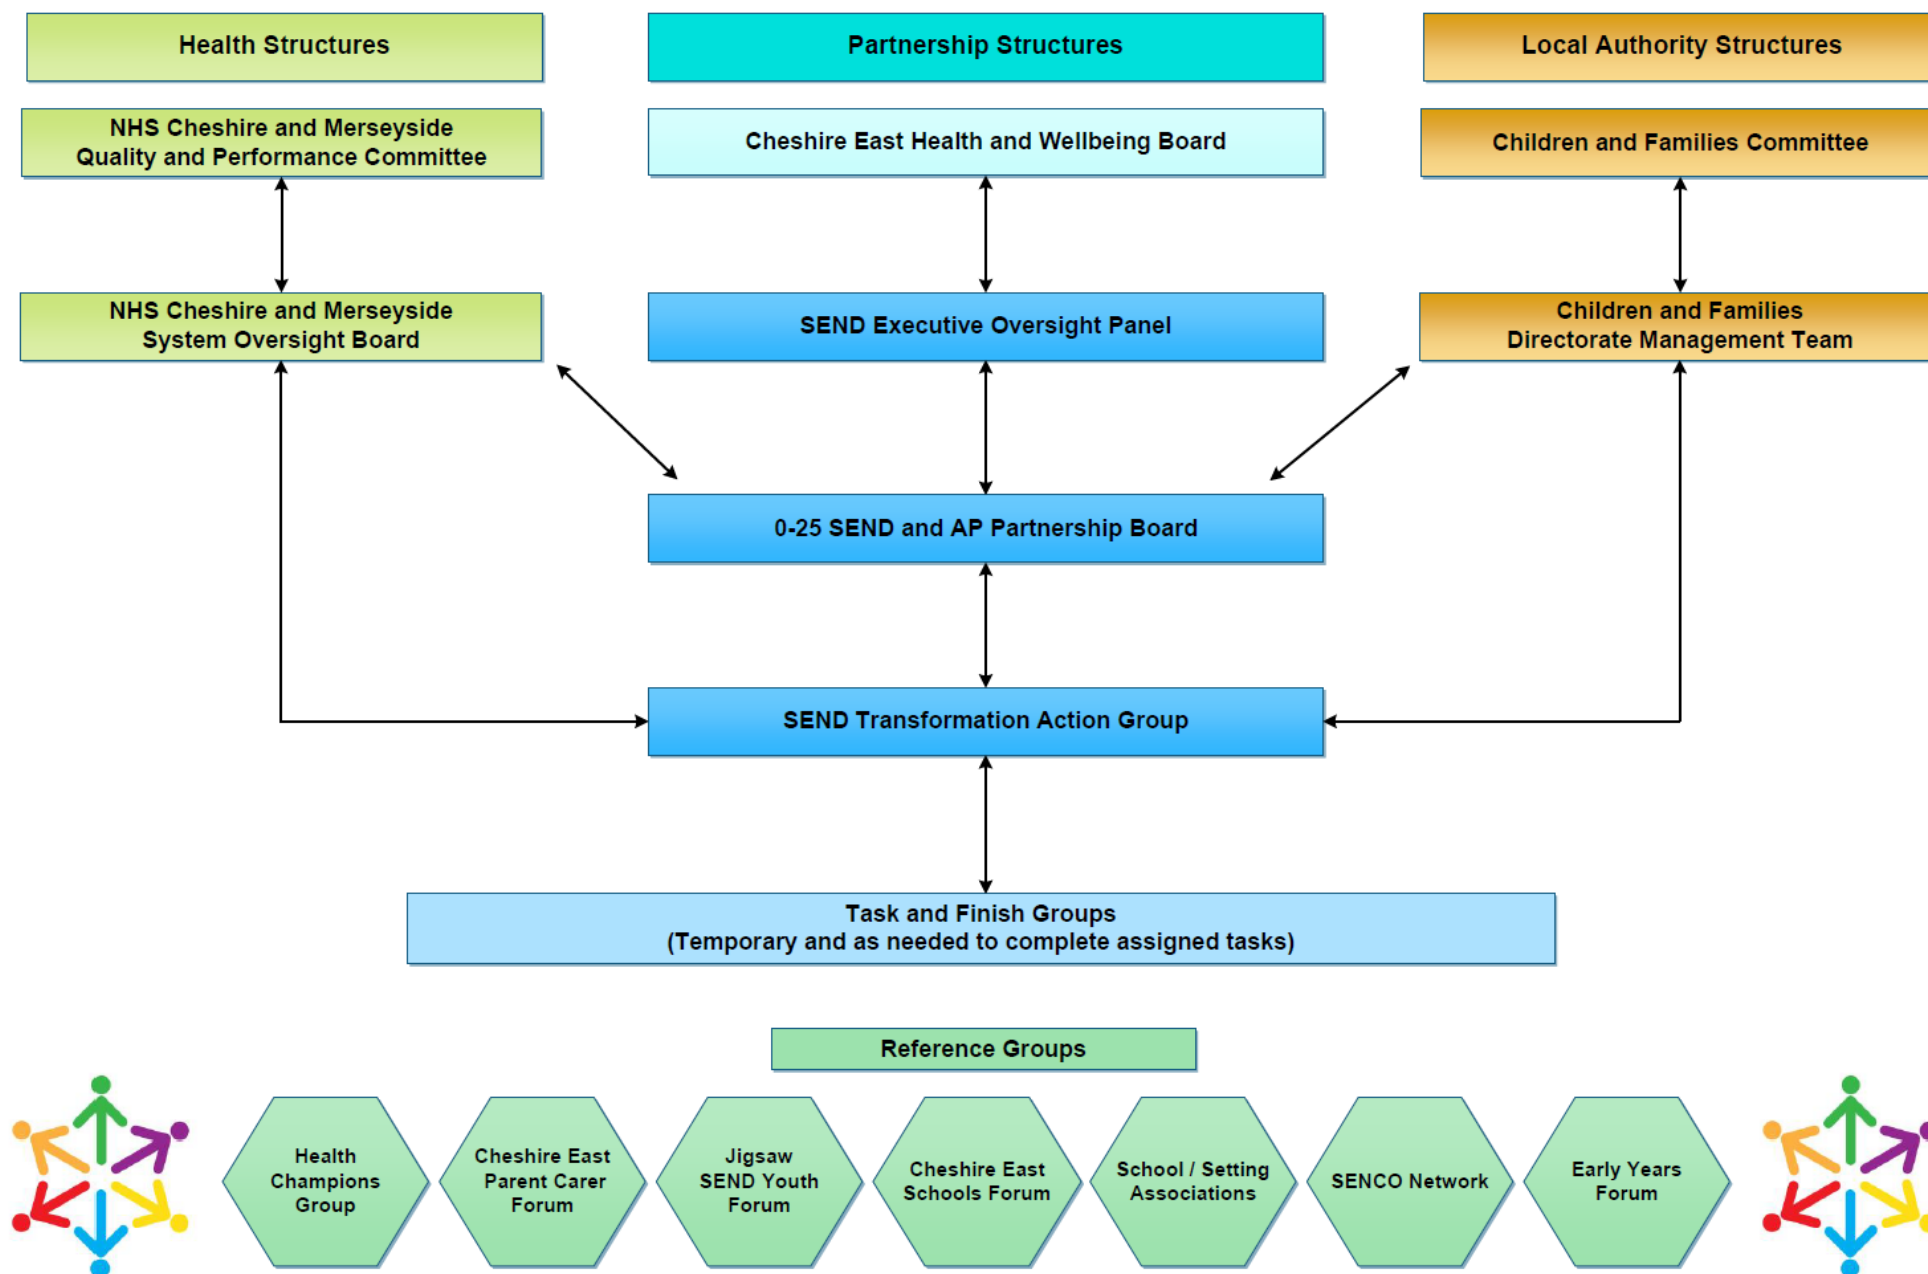 Health Structures
Partnership Structures
Local Authority Structures
NHS Cheshire and Merseyside
Quality and Performance Committee
Cheshire East Health and Wellbeing Board
Children and Families Committee
NHS Cheshire and Merseyside
System Oversight Board
SEND Executive Oversight Panel
Children and Families
Directorate Management Team
0-25 SEND and AP Partnership Board
SEND Transformation Action Group
Task and Finish Groups
(Temporary and as needed to complete assigned tasks)
Reference Groups
Health
Champions
Group
Cheshire East
Parent Carer
Forum
Jigsaw
SEND Youth
Forum
Cheshire East
Schools Forum
School / Setting
Associations
SENCO Network
Early Years
Forum